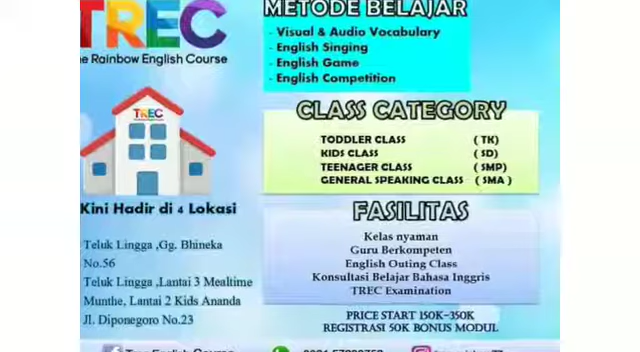 TREC
The Rainbow English Course
TREC
Kini Hadir di 4 Lokasi
Teluk Lingga ,Gg. Bhineka
No.56
Teluk Lingga ,Lantai 3 Mealtime
Munthe, Lantai 2 Kids Ananda
Jl. Diponegoro No.23
METODE BELAJAR
- Visual & Audio Vocabulary
- English Singing
- English Game
- English Competition
CLASS CATEGORY
TODDLER CLASS ( TK)
KIDS CLASS ( SD)
TEENAGER CLASS ( SMP)
GENERAL SPEAKING CLASS ( SMA )
FASILITAS
Kelas nyaman
Guru Berkompeten
English Outing Class
Konsultasi Belajar Bahasa Inggris
TREC Examination
PRICE START 150K-350K
REGISTRASI 50K BONUS MODUL
Trec English Course